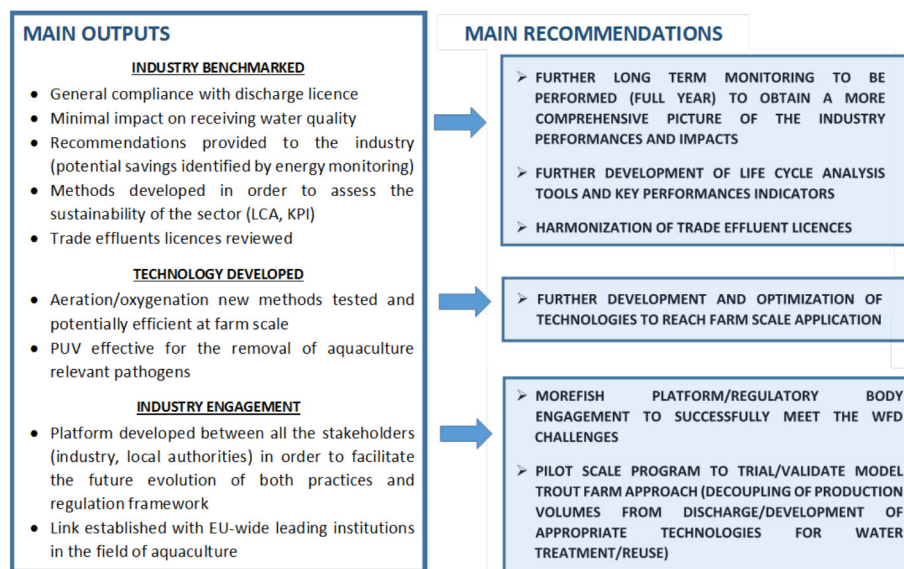 MAIN OUTPUTS
INDUSTRY BENCHMARKED
● General compliance with discharge licence
● Minimal impact on receiving water quality
● Recommendations provided to the industry
(potential savings identified by energy monitoring)
● Methods developed in order to assess the
sustainability of the sector (LCA, KPI)
● Trade effluents licences reviewed
TECHNOLOGY DEVELOPED
● Aeration/oxygenation new methods tested and
potentially efficient at farm scale
● PUV effective for the removal of aquaculture
relevant pathogens
INDUSTRY ENGAGEMENT
● Platform developed between all the stakeholders
(industry, local authorities) in order to facilitate
the future evolution of both practices and
regulation framework
● Link established with EU-wide leading institutions
in the field of aquaculture
MAIN RECOMMENDATIONS
➢ FURTHER LONG TERM MONITORING TO BE
PERFORMED (FULL YEAR) TO OBTAIN A MORE
COMPREHENSIVE PICTURE OF THE INDUSTRY
PERFORMANCES AND IMPACTS
➢ FURTHER DEVELOPMENT OF LIFE CYCLE ANALYSIS
TOOLS AND KEY PERFORMANCES INDICATORS
➢ HARMONIZATION OF TRADE EFFLUENT LICENCES
➢ FURTHER DEVELOPMENT AND OPTIMIZATION OF
TECHNOLOGIES TO REACH FARM SCALE APPLICATION
➢ MOREFISH PLATFORM/REGULATORY BODY
ENGAGEMENT TO SUCCESSFULLY MEET THE WFD
CHALLENGES
➢ PILOT SCALE PROGRAM TO TRIAL/VALIDATE MODEL
TROUT FARM APPROACH (DECOUPLING OF PRODUCTION
VOLUMES FROM DISCHARGE/DEVELOPMENT OF
APPROPRIATE TECHNOLOGIES FOR WATER
TREATMENT/REUSE)